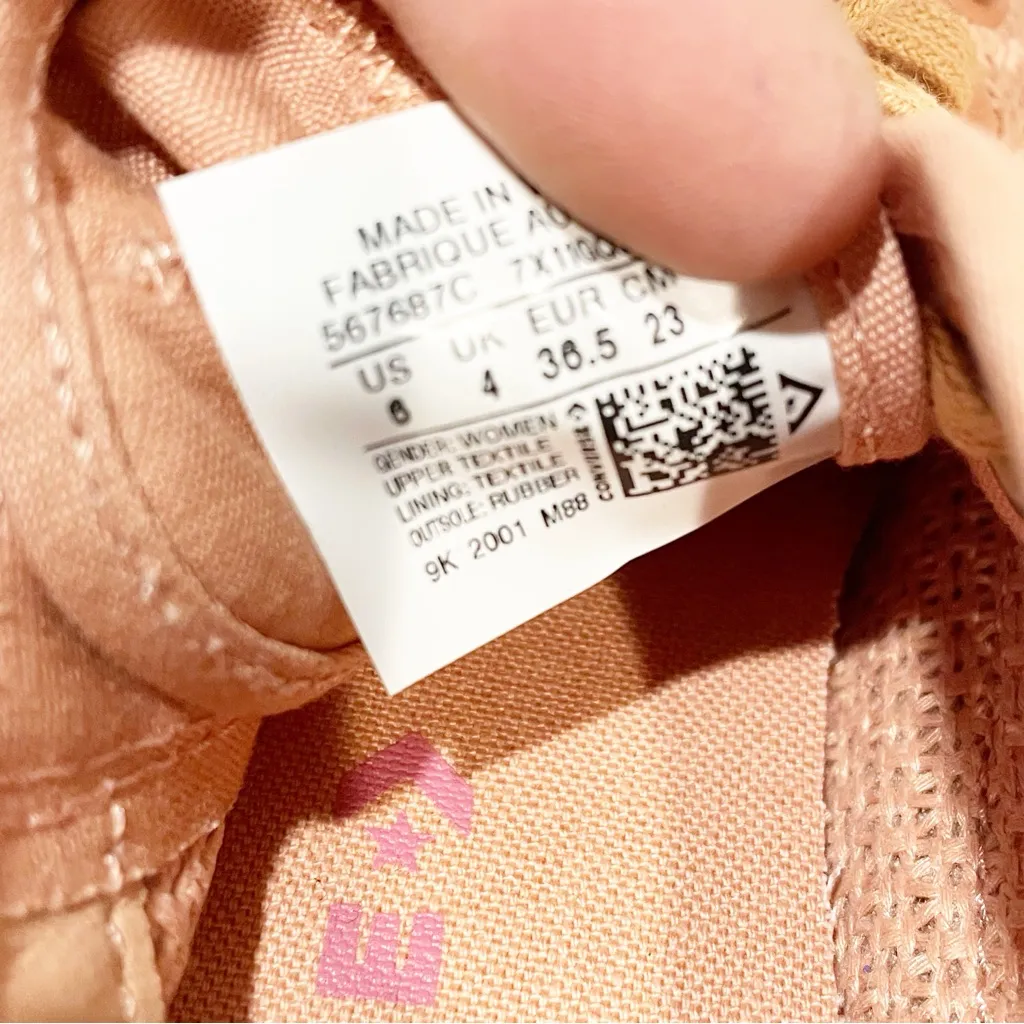 MADE IN
FABRIQUE
567687C
US UK EUR CM
6 4 36.5 23
GENDER: WOMEN
UPPER TEXTILE
LINING: TEXTILE
OUTSOLE: RUBBER
9K 2001 M88
CONVERSE
E